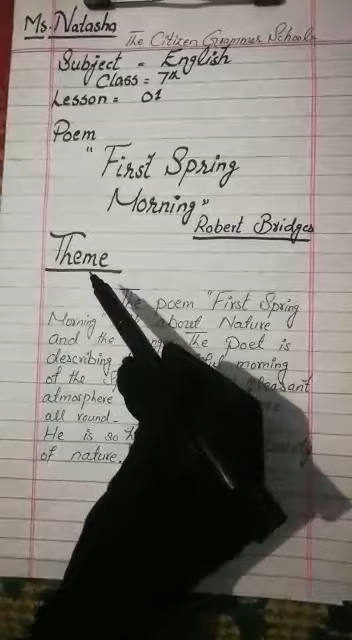 Ms. Natasha
The Citizen Grammar School
Subject = English
Class = 7th
Lesson = 01
Poem
"First Spring
Morning"
Robert Bridges
Theme
The poem "First Spring
Morning" about Nature
and the The Poet is
describing morning
of the pleasant
atmosphere
all round.
He is so
of nature.